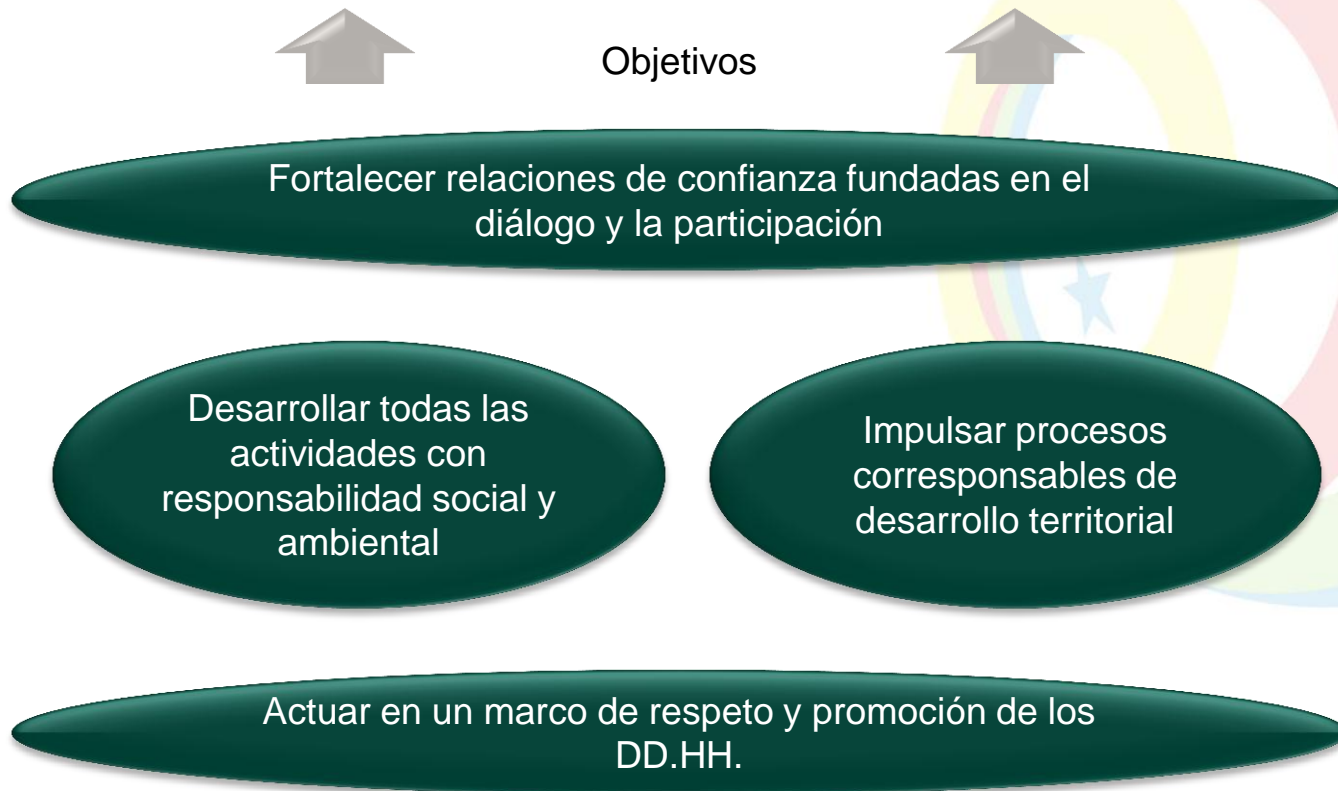 Objetivos
Fortalecer relaciones de confianza fundadas en el
diálogo y la participación
Desarrollar todas las
actividades con
responsabilidad social y
ambiental
Impulsar procesos
corresponsables de
desarrollo territorial
Actuar en un marco de respeto y promoción de los
DD.HH.